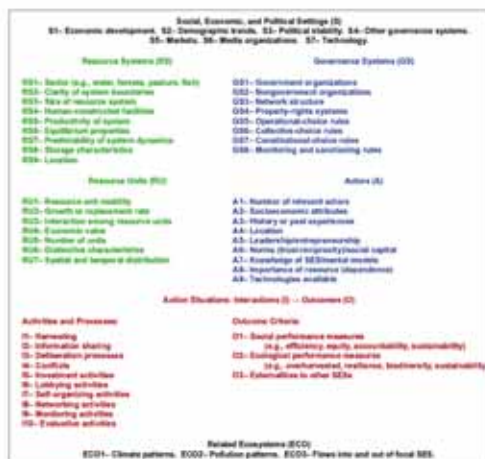 Social, Economic, and Political Settings (S)
S1- Economic development. S2- Demographic trends. S3- Political stability. S4- Other governance systems.
S5- Markets. S6- Media organizations. S7- Technology.
Resource Systems (RS)
RS1- Sector (e.g., water, forests, pasture, fish)
RS2- Clarity of system boundaries
RS3- Size of resource system
RS4- Human-constructed facilities
RS5- Productivity of system
RS6- Equilibrium properties
RS7- Predictability of system dynamics
RS8- Storage characteristics
RS9- Location
Governance Systems (GS)
GS1- Government organizations
GS2- Nongovernment organizations
GS3- Network structure
GS4- Property-rights systems
GS5- Operational-choice rules
GS6- Collective-choice rules
GS7- Constitutional-choice rules
GS8- Monitoring and sanctioning rules
Resource Units (RU)
RU1- Resource unit mobility
RU2- Growth or replacement rate
RU3- Interaction among resource units
RU4- Economic value
RU5- Number of units
RU6- Distinctive characteristics
RU7- Spatial and temporal distribution
Actors (A)
A1- Number of relevant actors
A2- Socioeconomic attributes
A3- History or past experiences
A4- Location
A5- Leadership/entrepreneurship
A6- Norms (trust-reciprocity)/social capital
A7- Knowledge of SES/mental models
A8- Importance of resource (dependence)
A9- Technologies available
Action Situations: Interactions (I) → Outcomes (O)
Activities and Processes:
I1- Harvesting
I2- Information sharing
I3- Deliberation processes
I4- Conflicts
I5- Investment activities
I6- Lobbying activities
I7- Self-organizing activities
I8- Networking activities
I9- Monitoring activities
I10- Evaluative activities
Outcome Criteria:
O1- Social performance measures
(e.g., efficiency, equity, accountability, sustainability)
O2- Ecological performance measures
(e.g., overharvested, resilience, biodiversity, sustainability)
O3- Externalities to other SESs
Related Ecosystems (ECO)
ECO1- Climate patterns. ECO2- Pollution patterns. ECO3- Flows into and out of focal SES.